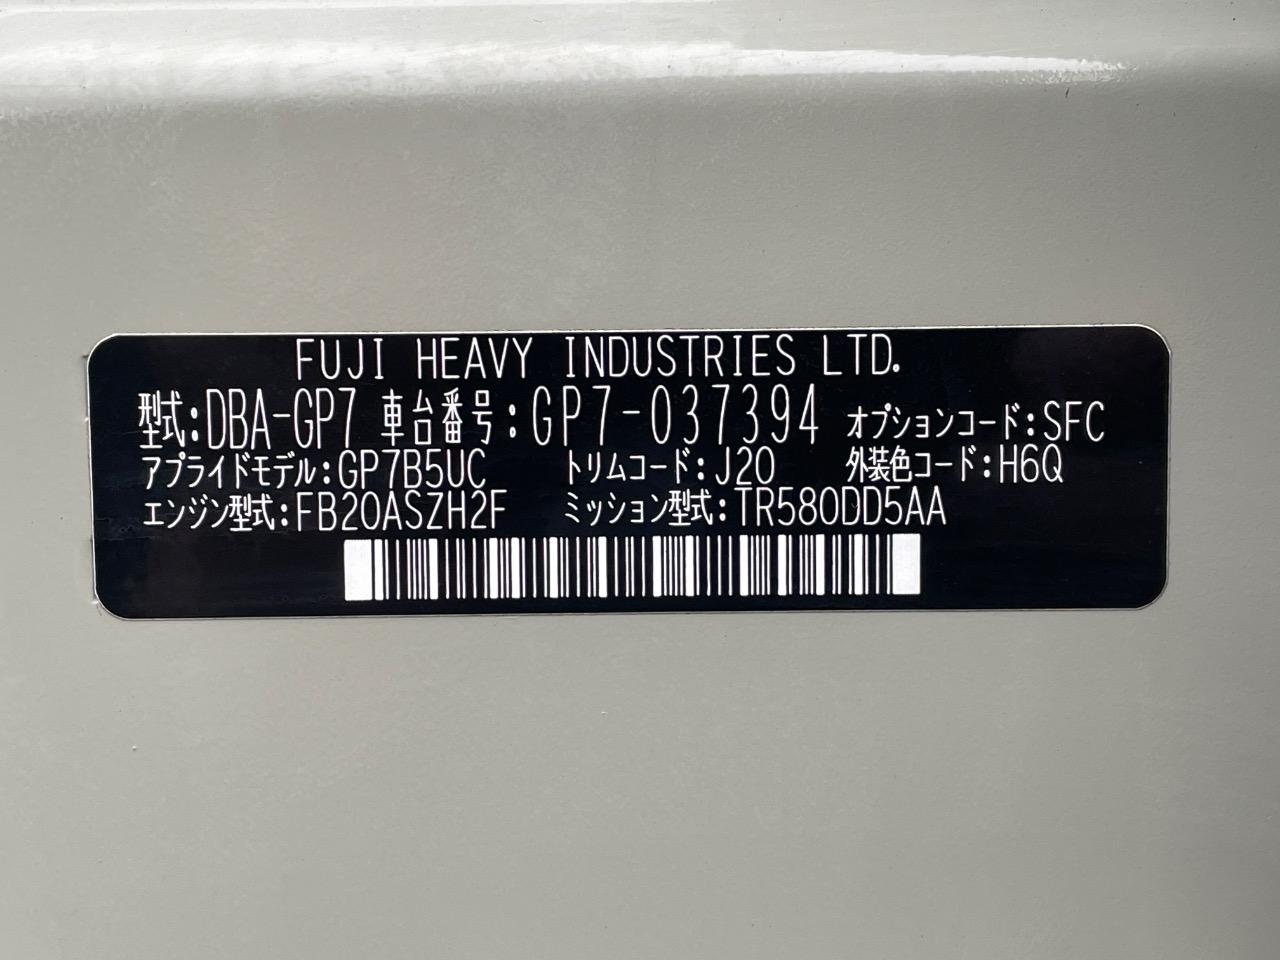 FUJI HEAVY INDUSTRIES LTD.
型式:DBA-GP7 車台番号:GP7-037394 オプションコード:SFC
アプライドモデル:GP7B5UC トリムコード:J20 外装色コード:H6Q
エンジン型式:FB20ASZH2F ミッション型式:TR580DD5AA